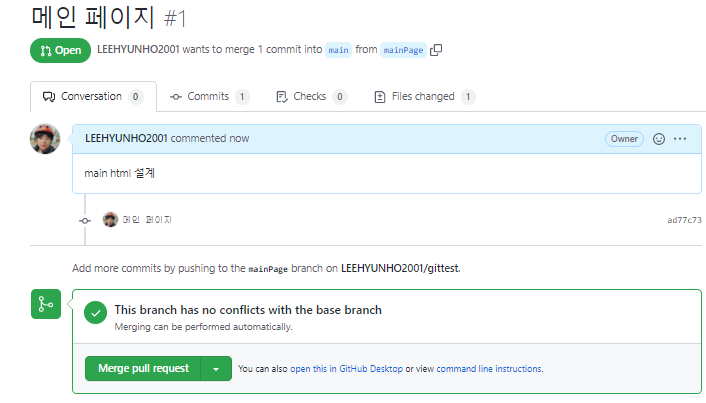 메인 페이지 #1
Open LEEHYUNHO2001 wants to merge 1 commit into main from mainPage
Conversation 0 Commits 1 Checks 0 Files changed 1
LEEHYUNHO2001 commented now Owner
main html 설계
메인 페이지 ad77c73
Add more commits by pushing to the mainPage branch on LEEHYUNHO2001/gittest.
This branch has no conflicts with the base branch
Merging can be performed automatically.
Merge pull request You can also open this in GitHub Desktop or view command line instructions.